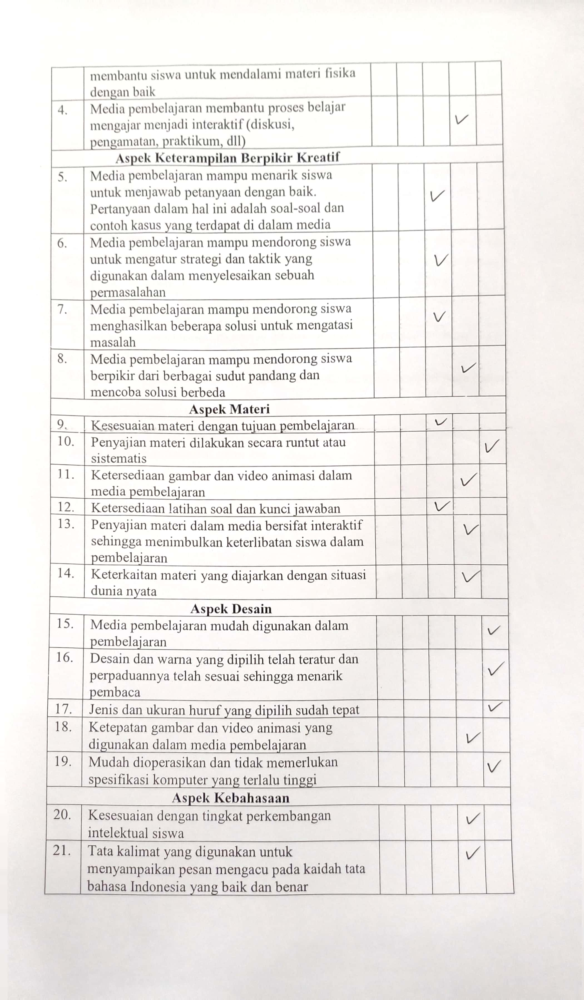 membantu siswa untuk mendalami materi fisika
dengan baik
4. Media pembelajaran membantu proses belajar
mengajar menjadi interaktif (diskusi,
pengamatan, praktikum, dll)
✓
Aspek Keterampilan Berpikir Kreatif
5. Media pembelajaran mampu menarik siswa
untuk menjawab petanyaan dengan baik.
Pertanyaan dalam hal ini adalah soal-soal dan
contoh kasus yang terdapat di dalam media
✓
6. Media pembelajaran mampu mendorong siswa
untuk mengatur strategi dan taktik yang
digunakan dalam menyelesaikan sebuah
permasalahan
✓
7. Media pembelajaran mampu mendorong siswa
menghasilkan beberapa solusi untuk mengatasi
masalah
✓
8. Media pembelajaran mampu mendorong siswa
berpikir dari berbagai sudut pandang dan
mencoba solusi berbeda
✓
Aspek Materi
9. Kesesuaian materi dengan tujuan pembelajaran ✓
10. Penyajian materi dilakukan secara runtut atau
sistematis
✓
11. Ketersediaan gambar dan video animasi dalam
media pembelajaran
✓
12. Ketersediaan latihan soal dan kunci jawaban ✓
13. Penyajian materi dalam media bersifat interaktif
sehingga menimbulkan keterlibatan siswa dalam
pembelajaran
✓
14. Keterkaitan materi yang diajarkan dengan situasi
dunia nyata
✓
Aspek Desain
15. Media pembelajaran mudah digunakan dalam
pembelajaran
✓
16. Desain dan warna yang dipilih telah teratur dan
perpaduannya telah sesuai sehingga menarik
pembaca
✓
17. Jenis dan ukuran huruf yang dipilih sudah tepat ✓
18. Ketepatan gambar dan video animasi yang
digunakan dalam media pembelajaran
✓
19. Mudah dioperasikan dan tidak memerlukan
spesifikasi komputer yang terlalu tinggi
✓
Aspek Kebahasaan
20. Kesesuaian dengan tingkat perkembangan
intelektual siswa
✓
21. Tata kalimat yang digunakan untuk
menyampaikan pesan mengacu pada kaidah tata
bahasa Indonesia yang baik dan benar
✓